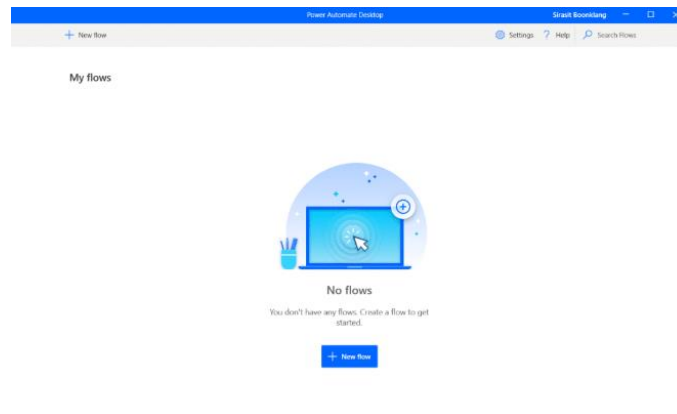 Power Automate Desktop Sirasit Boonklang
New flow Settings Help Search Flows
My flows
No flows
You don't have any flows. Create a flow to get
started.
New flow